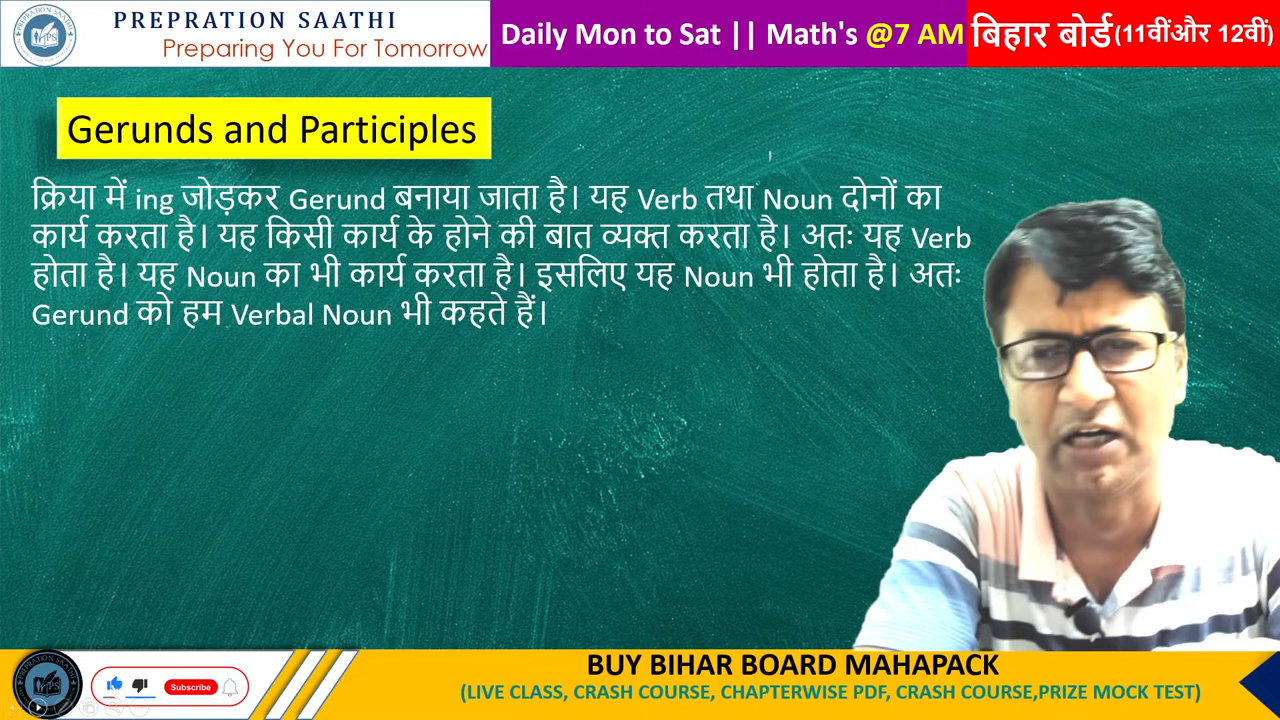 PREPRATION SAATHI
Preparing You For Tomorrow
Daily Mon to Sat || Math's @7 AM
बिहार बोर्ड(11वींऔर 12वीं)
Gerunds and Participles
क्रिया में ing जोड़कर Gerund बनाया जाता है। यह Verb तथा Noun दोनों का
कार्य करता है। यह किसी कार्य के होने की बात व्यक्त करता है। अतः यह Verb
होता है। यह Noun का भी कार्य करता है। इसलिए यह Noun भी होता है। अतः
Gerund को हम Verbal Noun भी कहते हैं।
Subscribe
BUY BIHAR BOARD MAHAPACK
(LIVE CLASS, CRASH COURSE, CHAPTERWISE PDF, CRASH COURSE,PRIZE MOCK TEST)